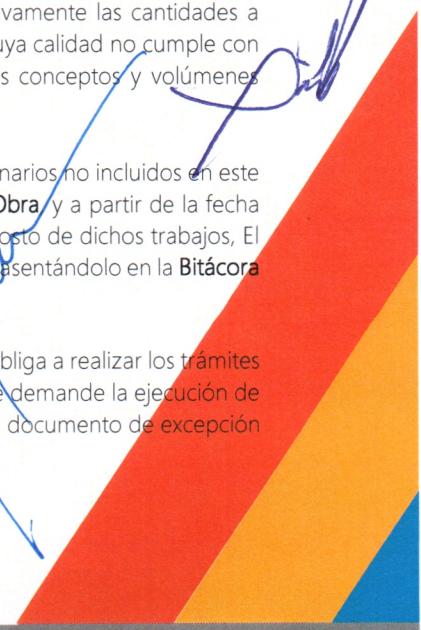 vamente las cantidades a
uya calidad no cumple con
s conceptos y volúmenes
narios no incluidos en este
Obra, y a partir de la fecha
osto de dichos trabajos, El
asentándolo en la Bitácora
bliga a realizar los trámites
e demande la ejecución de
documento de excepción